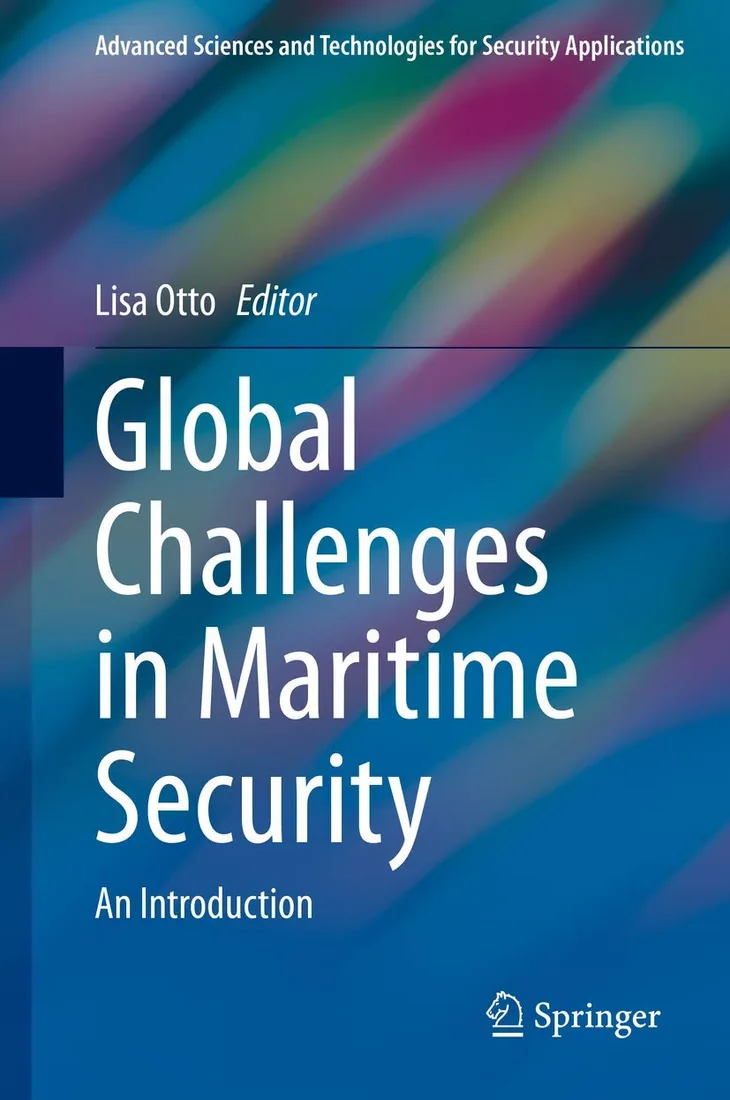 Advanced Sciences and Technologies for Security Applications
Lisa Otto Editor
Global
Challenges
in Maritime
Security
An Introduction
Springer